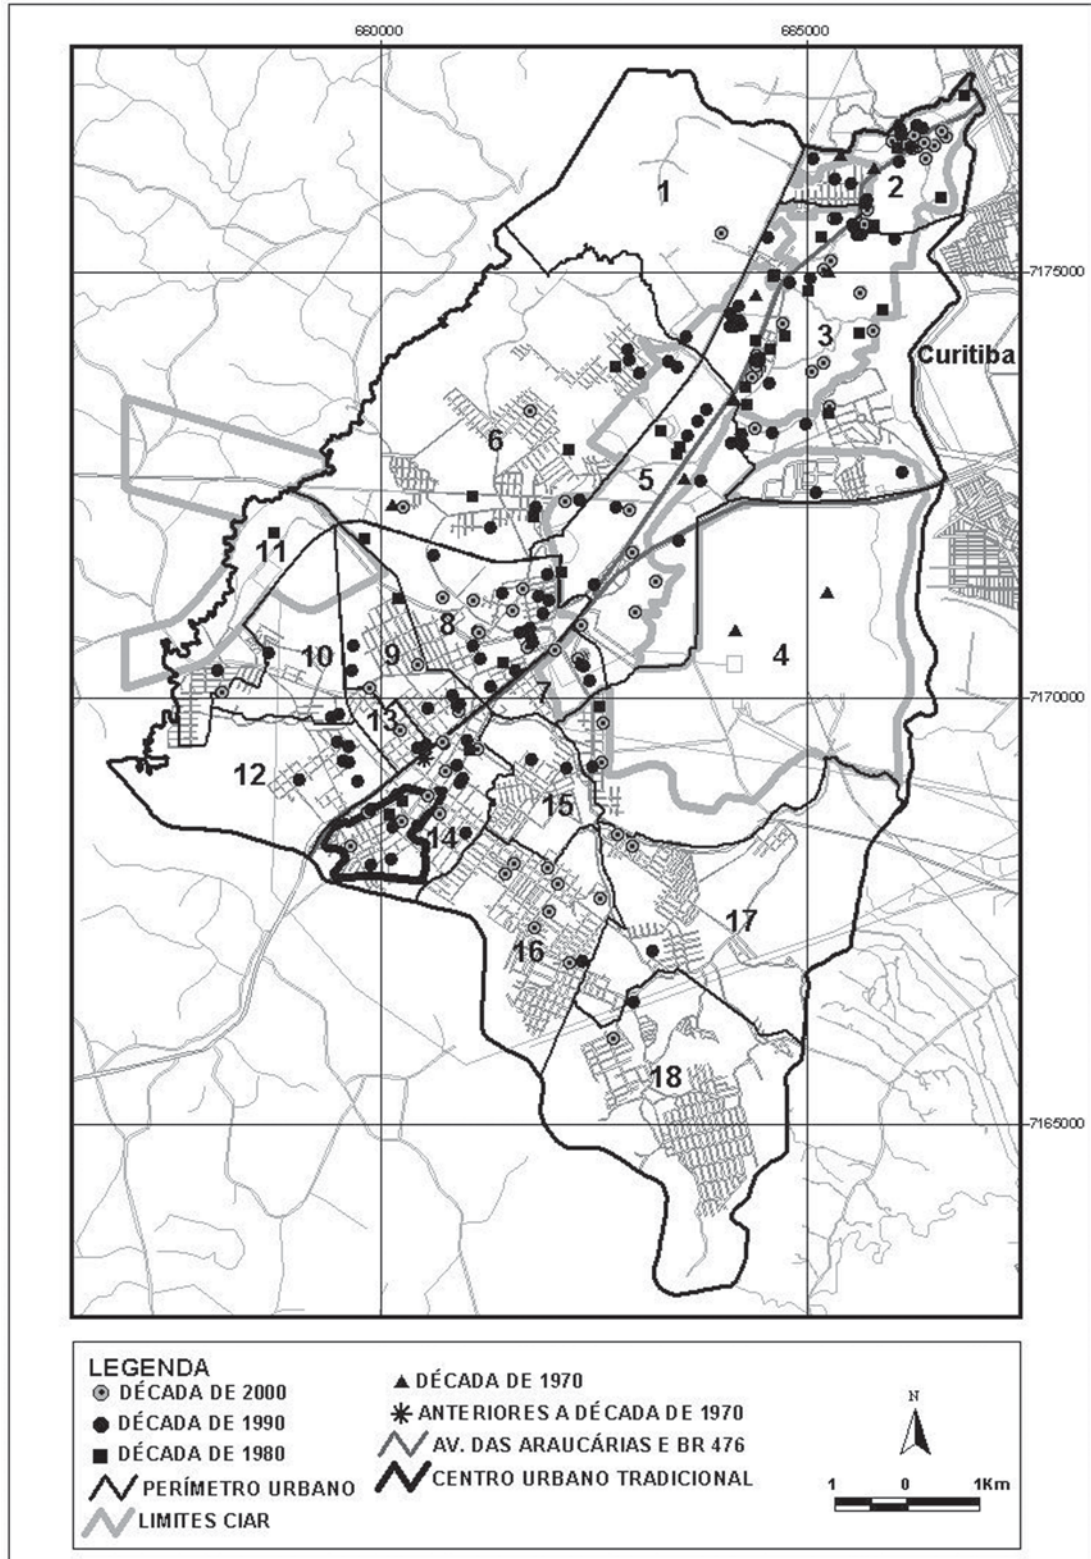 660000 665000
1
2
7175000
3
Curitiba
6
5
11
8
10
9
4
7
7170000
13
12
15
14
17
16
18
7165000
LEGENDA
DÉCADA DE 2000
DÉCADA DE 1990
DÉCADA DE 1980
PERÍMETRO URBANO
LIMITES CIAR
DÉCADA DE 1970
ANTERIORES A DÉCADA DE 1970
AV. DAS ARAUCÁRIAS E BR 476
CENTRO URBANO TRADICIONAL
N
1 0 1Km